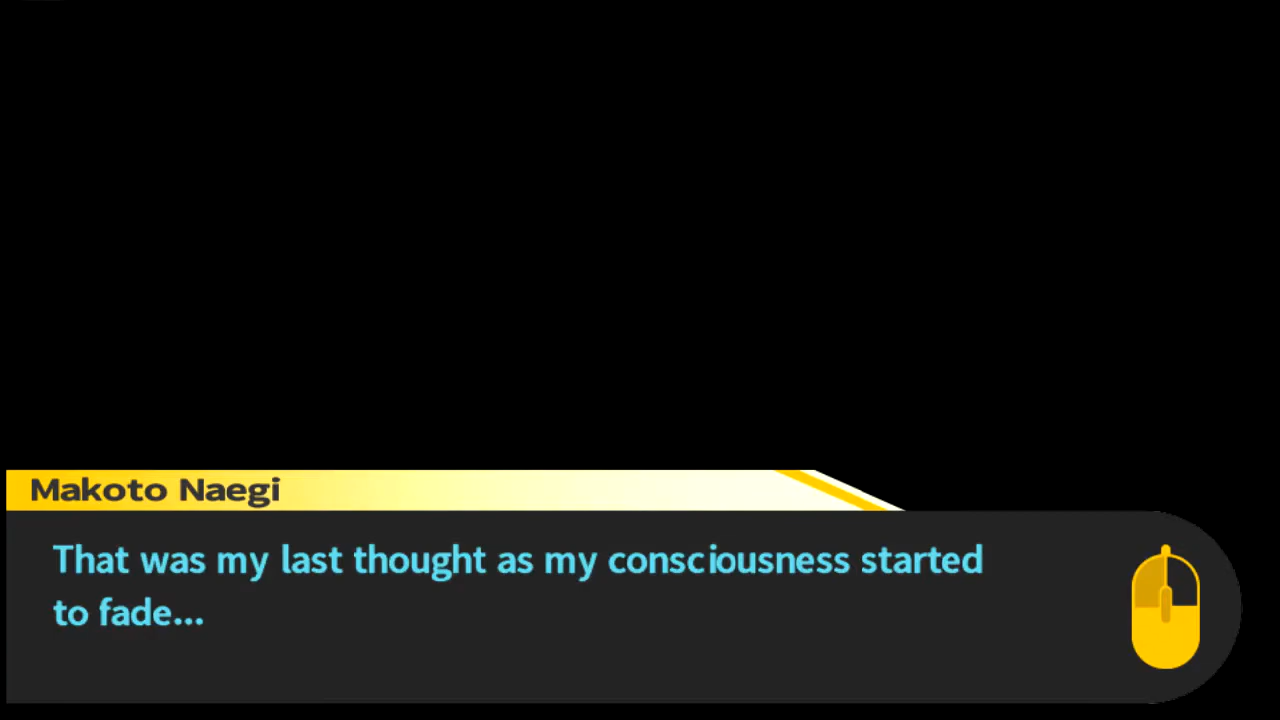 Makoto Naegi
That was my last thought as my consciousness started
to fade...